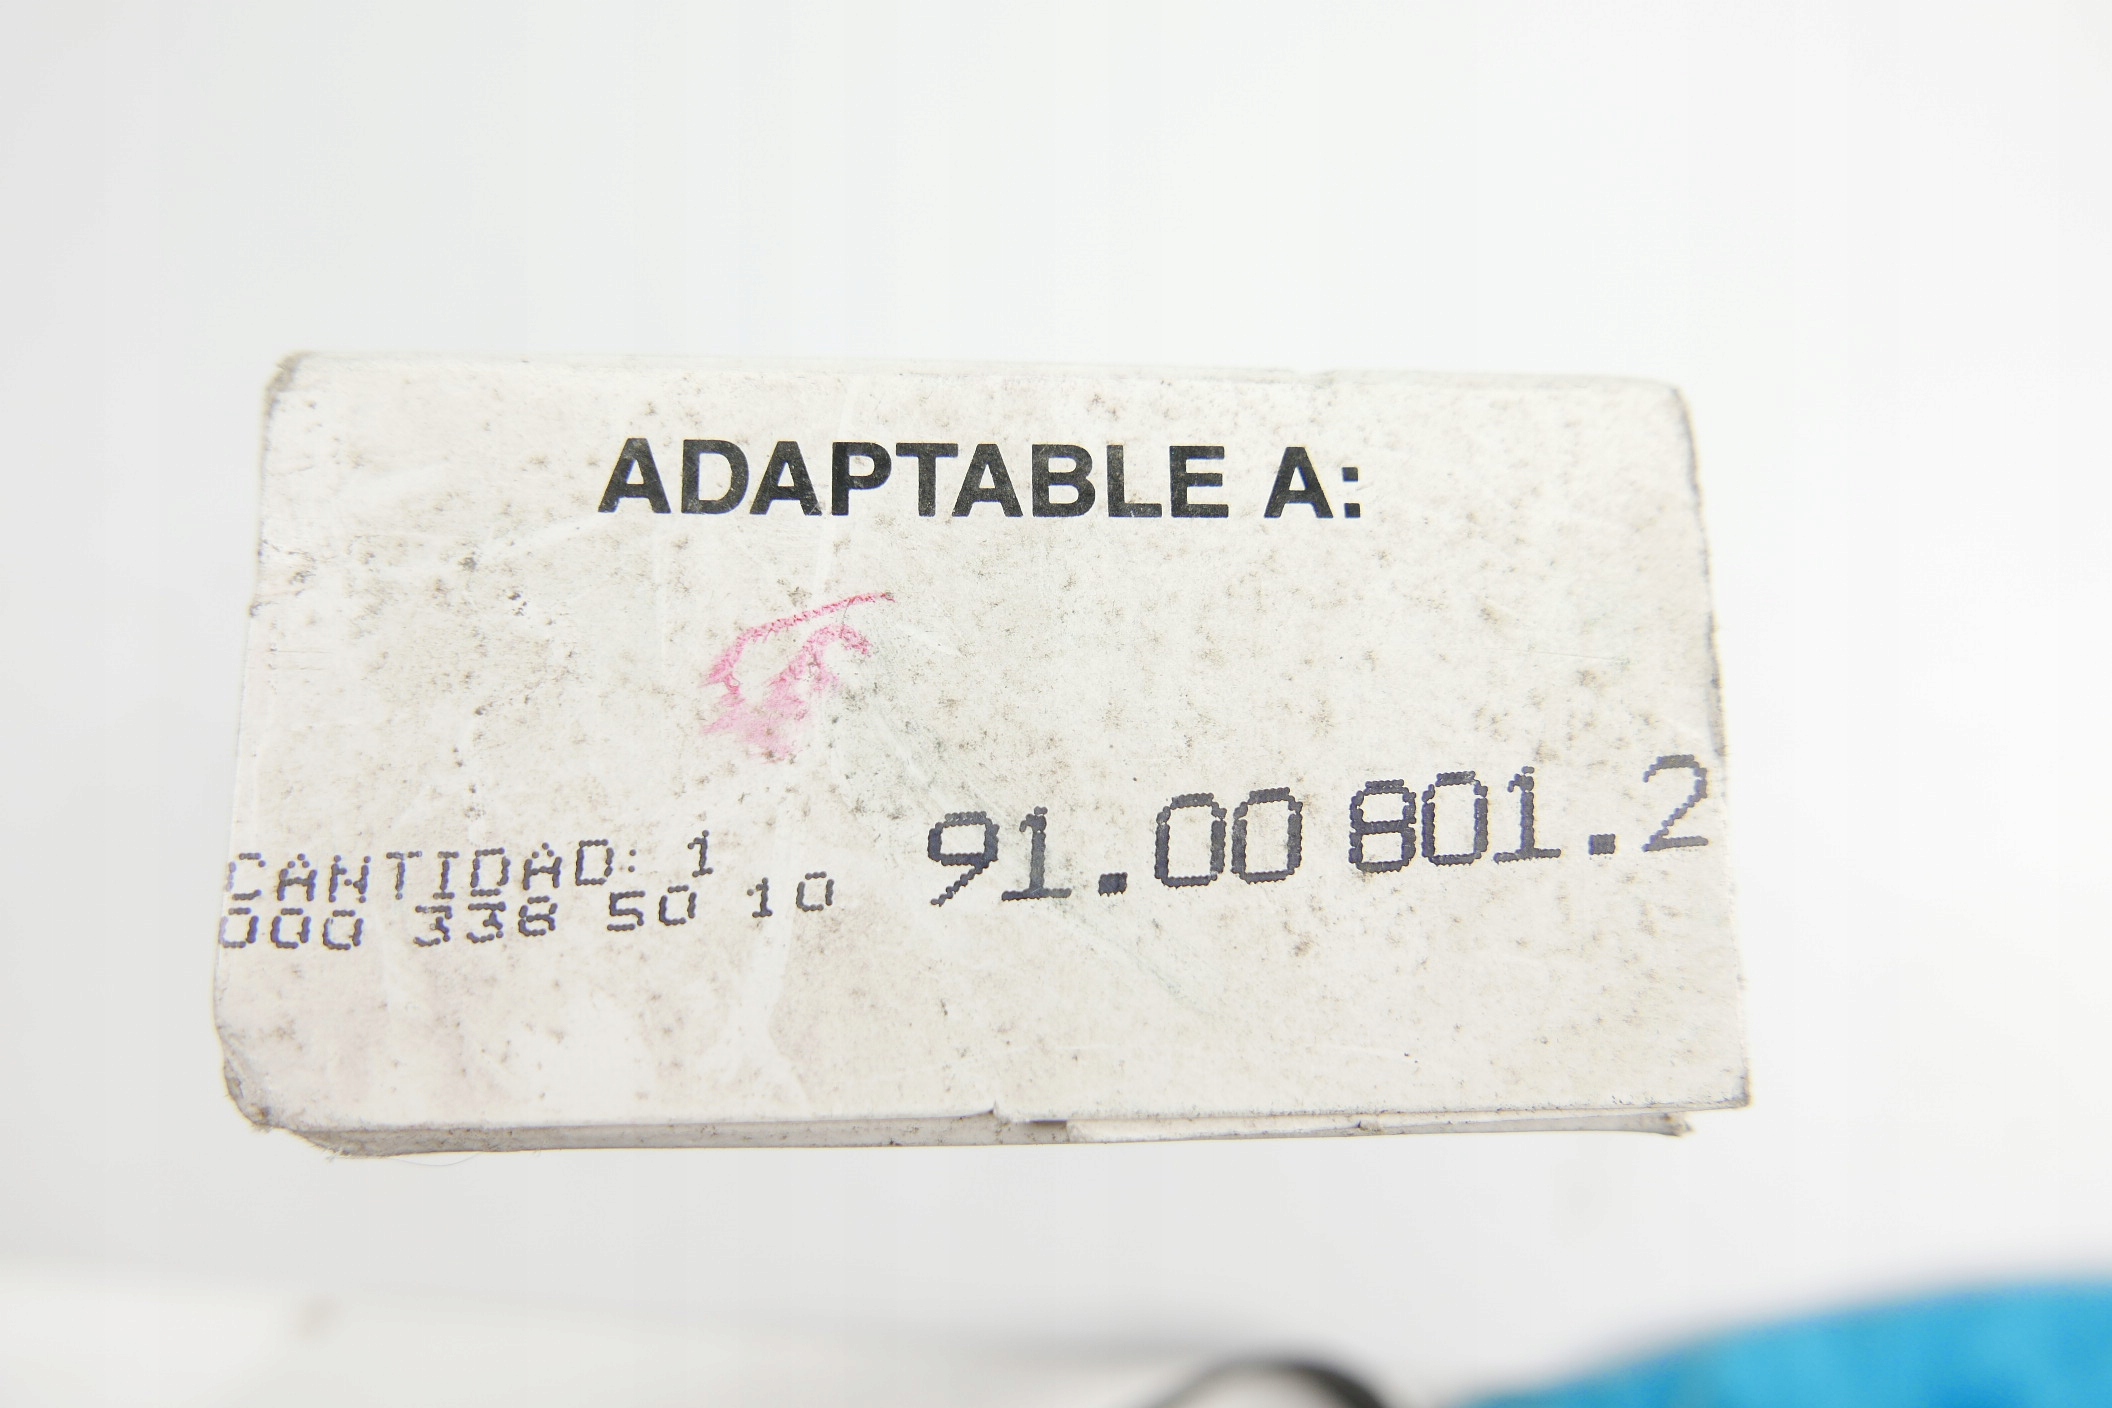 ADAPTABLE A:
CANTIDAD: 1
000 338 50 10
91.00 801.2